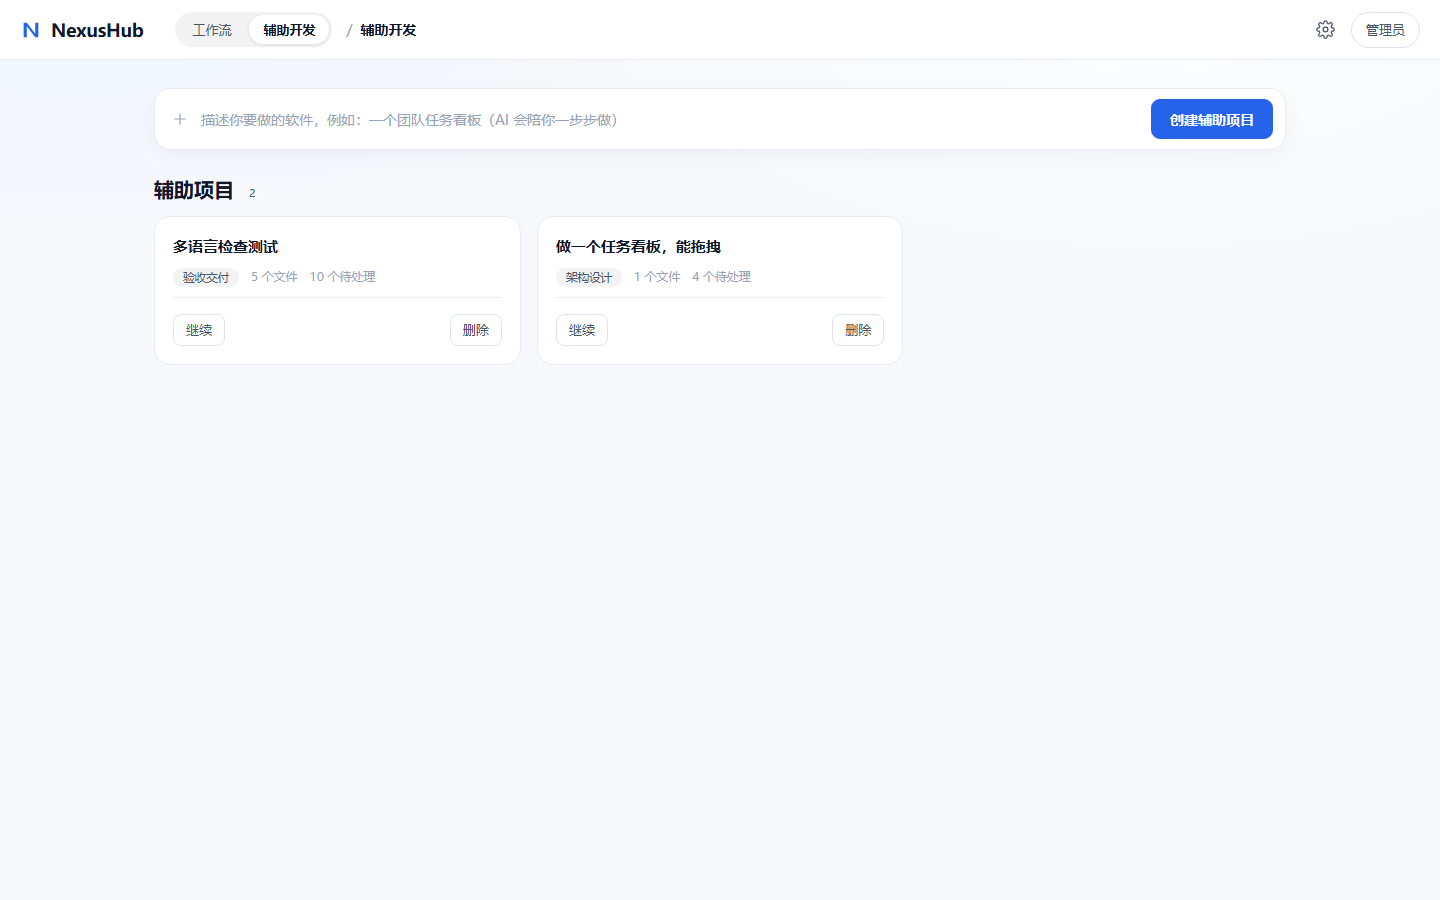 NexusHub 工作流 辅助开发 / 辅助开发 管理员
描述你要做的软件，例如：一个团队任务看板（AI 会陪你一步步做） 创建辅助项目
辅助项目 2
多语言检查测试
验收交付 5 个文件 10 个待处理
继续 删除
做一个任务看板，能拖拽
架构设计 1 个文件 4 个待处理
继续 删除